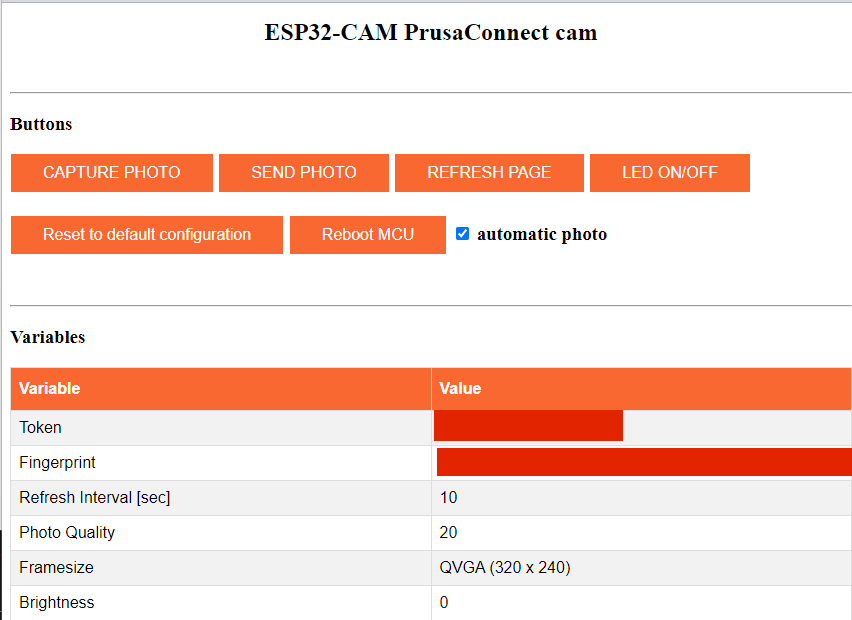 ESP32-CAM PrusaConnect cam
Buttons
CAPTURE PHOTO SEND PHOTO REFRESH PAGE LED ON/OFF
Reset to default configuration Reboot MCU automatic photo
Variables
Variable Value
Token
Fingerprint
Refresh Interval [sec] 10
Photo Quality 20
Framesize QVGA (320 x 240)
Brightness 0